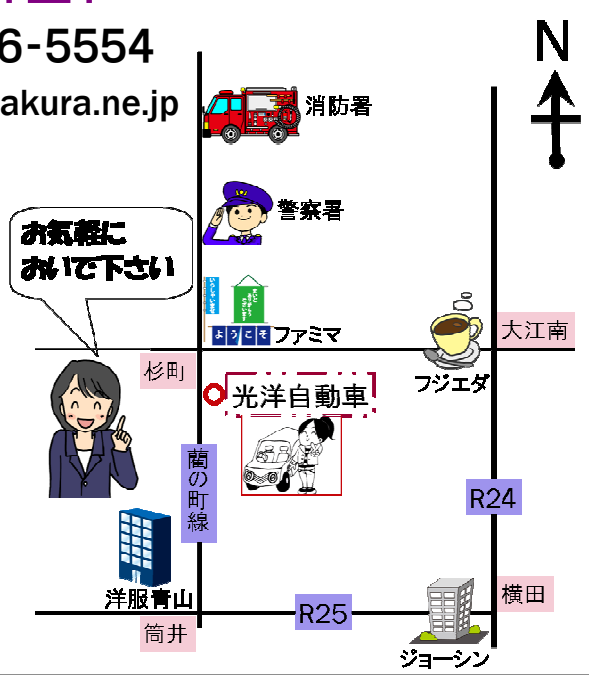 6-5554
akura.ne.jp
N
消防署
警察署
お気軽に
おいで下さい
ようこそ
ファミマ
大江南
杉町
フジエダ
光洋自動車
藺の町線
R24
洋服青山
横田
R25
筒井
ジョーシン